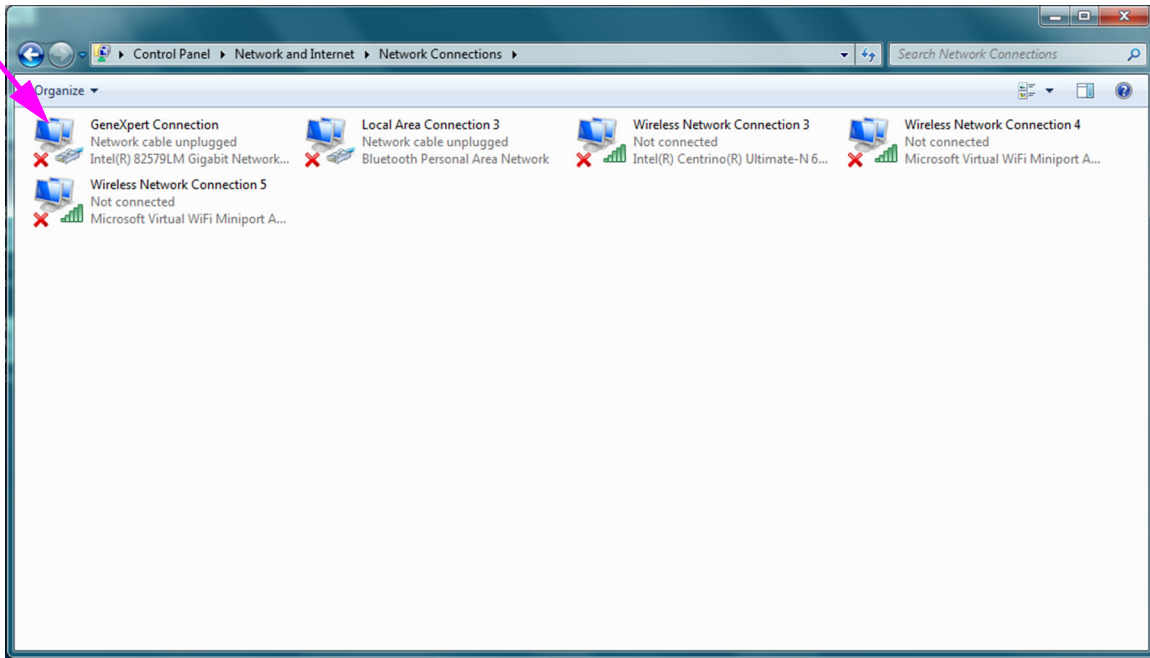 Control Panel Network and Internet Network Connections Search Network Connections
Organize
GeneXpert Connection
Network cable unplugged
Intel(R) 82579LM Gigabit Network...
Local Area Connection 3
Network cable unplugged
Bluetooth Personal Area Network
Wireless Network Connection 3
Not connected
Intel(R) Centrino(R) Ultimate-N 6...
Wireless Network Connection 4
Not connected
Microsoft Virtual WiFi Miniport A...
Wireless Network Connection 5
Not connected
Microsoft Virtual WiFi Miniport A...